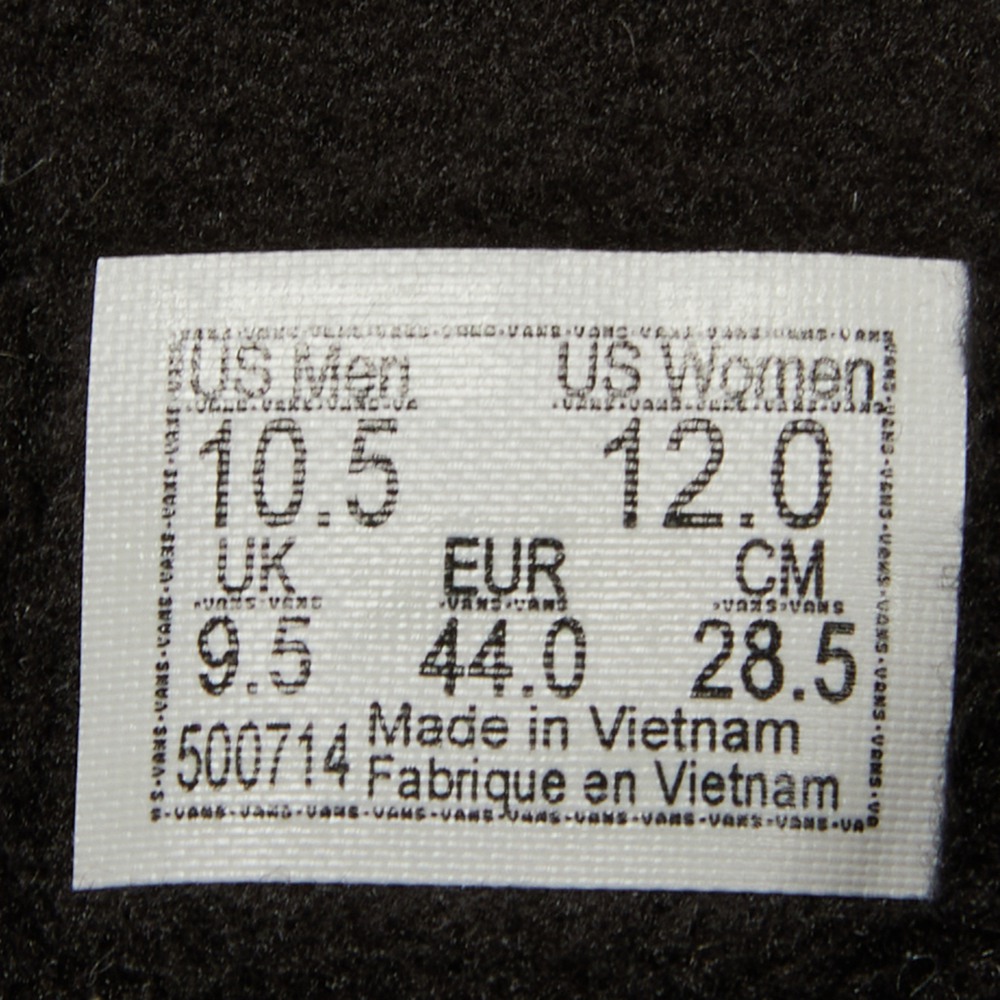 US Men US Women
10.5 12.0
UK EUR CM
9.5 44.0 28.5
500714 Made in Vietnam
Fabrique en Vietnam